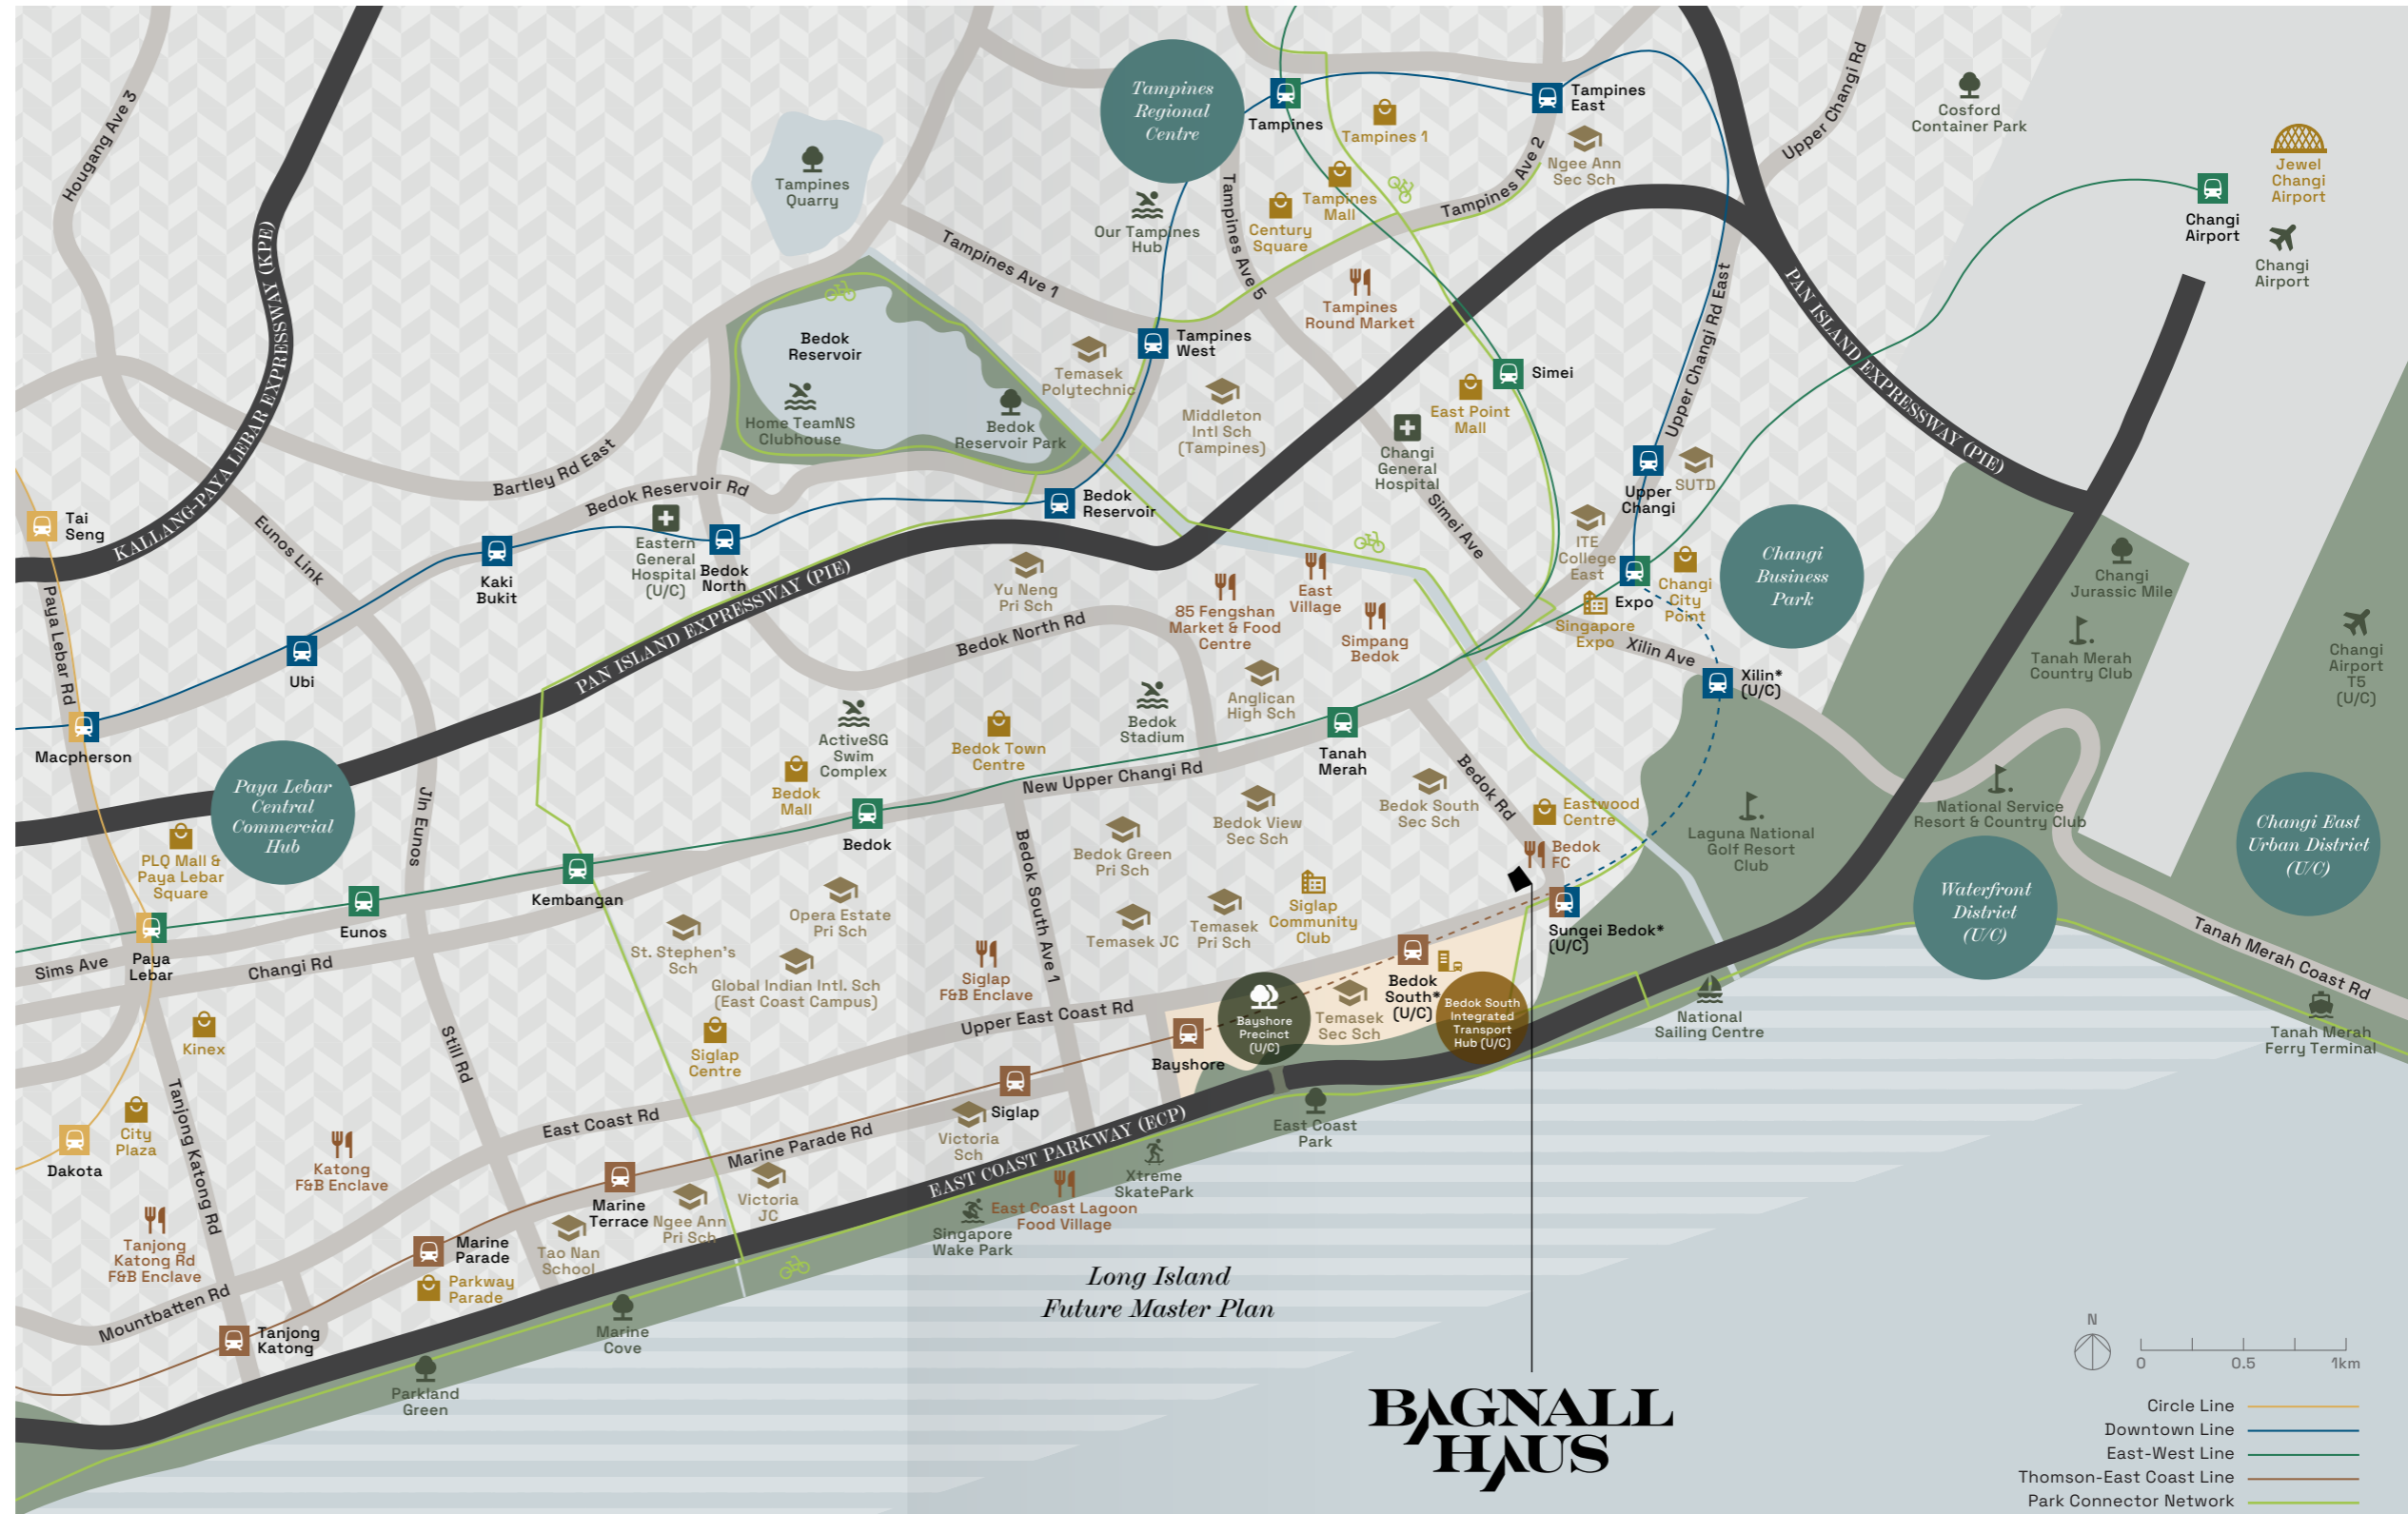 Hougang Ave 3
KALLANG-PAYA LEBAR EXPRESSWAY (KPE)
Tampines
Quarry
Tampines
Regional
Centre
Tampines
Tampines 1
Tampines
East
Ngee Ann
Sec Sch
Upper Changi Rd
Cosford
Container Park
Jewel
Changi
Airport
Changi
Airport
Changi
Airport
Our Tampines
Hub
Century
Square
Tampines
Mall
Tampines Ave 2
Tampines Ave 5
Tampines Ave 1
Tampines
Round Market
Upper Changi Rd East
PAN ISLAND EXPRESSWAY (PIE)
Bedok
Reservoir
Home TeamNS
Clubhouse
Bedok
Reservoir Park
Temasek
Polytechnic
Tampines
West
Middleton
Intl Sch
(Tampines)
Simei
East Point
Mall
Changi
General
Hospital
Simei Ave
Upper
Changi
SUTD
Bartley Rd East
Bedok Reservoir Rd
Tai
Seng
Eunos Link
Kaki
Bukit
Eastern
General
Hospital
(U/C)
Bedok
North
Bedok
Reservoir
Paya Lebar Rd
Ubi
Macpherson
PAN ISLAND EXPRESSWAY (PIE)
Yu Neng
Pri Sch
Bedok North Rd
85 Fengshan
Market & Food
Centre
East
Village
Simpang
Bedok
ITE
College
East
Expo
Changi
City
Point
Singapore
Expo
Changi
Business
Park
Xilin Ave
Xilin*
(U/C)
Changi
Jurassic Mile
Tanah Merah
Country Club
Changi
Airport
T5
(U/C)
Paya Lebar
Central
Commercial
Hub
PLQ Mall &
Paya Lebar
Square
Jln Eunos
ActiveSG
Swim
Complex
Bedok
Mall
Bedok
Bedok Town
Centre
Bedok
Stadium
Anglican
High Sch
Tanah
Merah
New Upper Changi Rd
Bedok Rd
Bedok South
Sec Sch
Bedok View
Sec Sch
Bedok Green
Pri Sch
Eastwood
Centre
Bedok
FC
Laguna National
Golf Resort
Club
National Service
Resort & Country Club
Changi East
Urban District
(U/C)
Waterfront
District
(U/C)
Tanah Merah Coast Rd
Tanah Merah
Ferry Terminal
Kembangan
Eunos
Paya
Lebar
Sims Ave
Changi Rd
St. Stephen's
Sch
Opera Estate
Pri Sch
Global Indian Intl. Sch
(East Coast Campus)
Siglap
F&B Enclave
Bedok South Ave 1
Temasek JC
Temasek
Pri Sch
Siglap
Community
Club
Sungei Bedok*
(U/C)
Bedok
South*
(U/C)
Bedok South
Integrated
Transport
Hub (U/C)
Temasek
Sec Sch
Bayshore
Precinct
(U/C)
Bayshore
National
Sailing Centre
Upper East Coast Rd
Kinex
Still Rd
Siglap
Centre
East Coast Rd
Siglap
Marine Parade Rd
Victoria
Sch
Victoria
JC
EAST COAST PARKWAY (ECP)
East Coast
Park
Xtreme
SkatePark
East Coast Lagoon
Food Village
Singapore
Wake Park
Dakota
City
Plaza
Tanjong Katong Rd
Katong
F&B Enclave
Tanjong
Katong Rd
F&B Enclave
Marine
Terrace
Ngee Ann
Pri Sch
Tao Nan
School
Marine
Parade
Parkway
Parade
Mountbatten Rd
Tanjong
Katong
Marine
Cove
Parkland
Green
Long Island
Future Master Plan
BAGNALL
HAUS
N
0 0.5 1km
Circle Line
Downtown Line
East-West Line
Thomson-East Coast Line
Park Connector Network